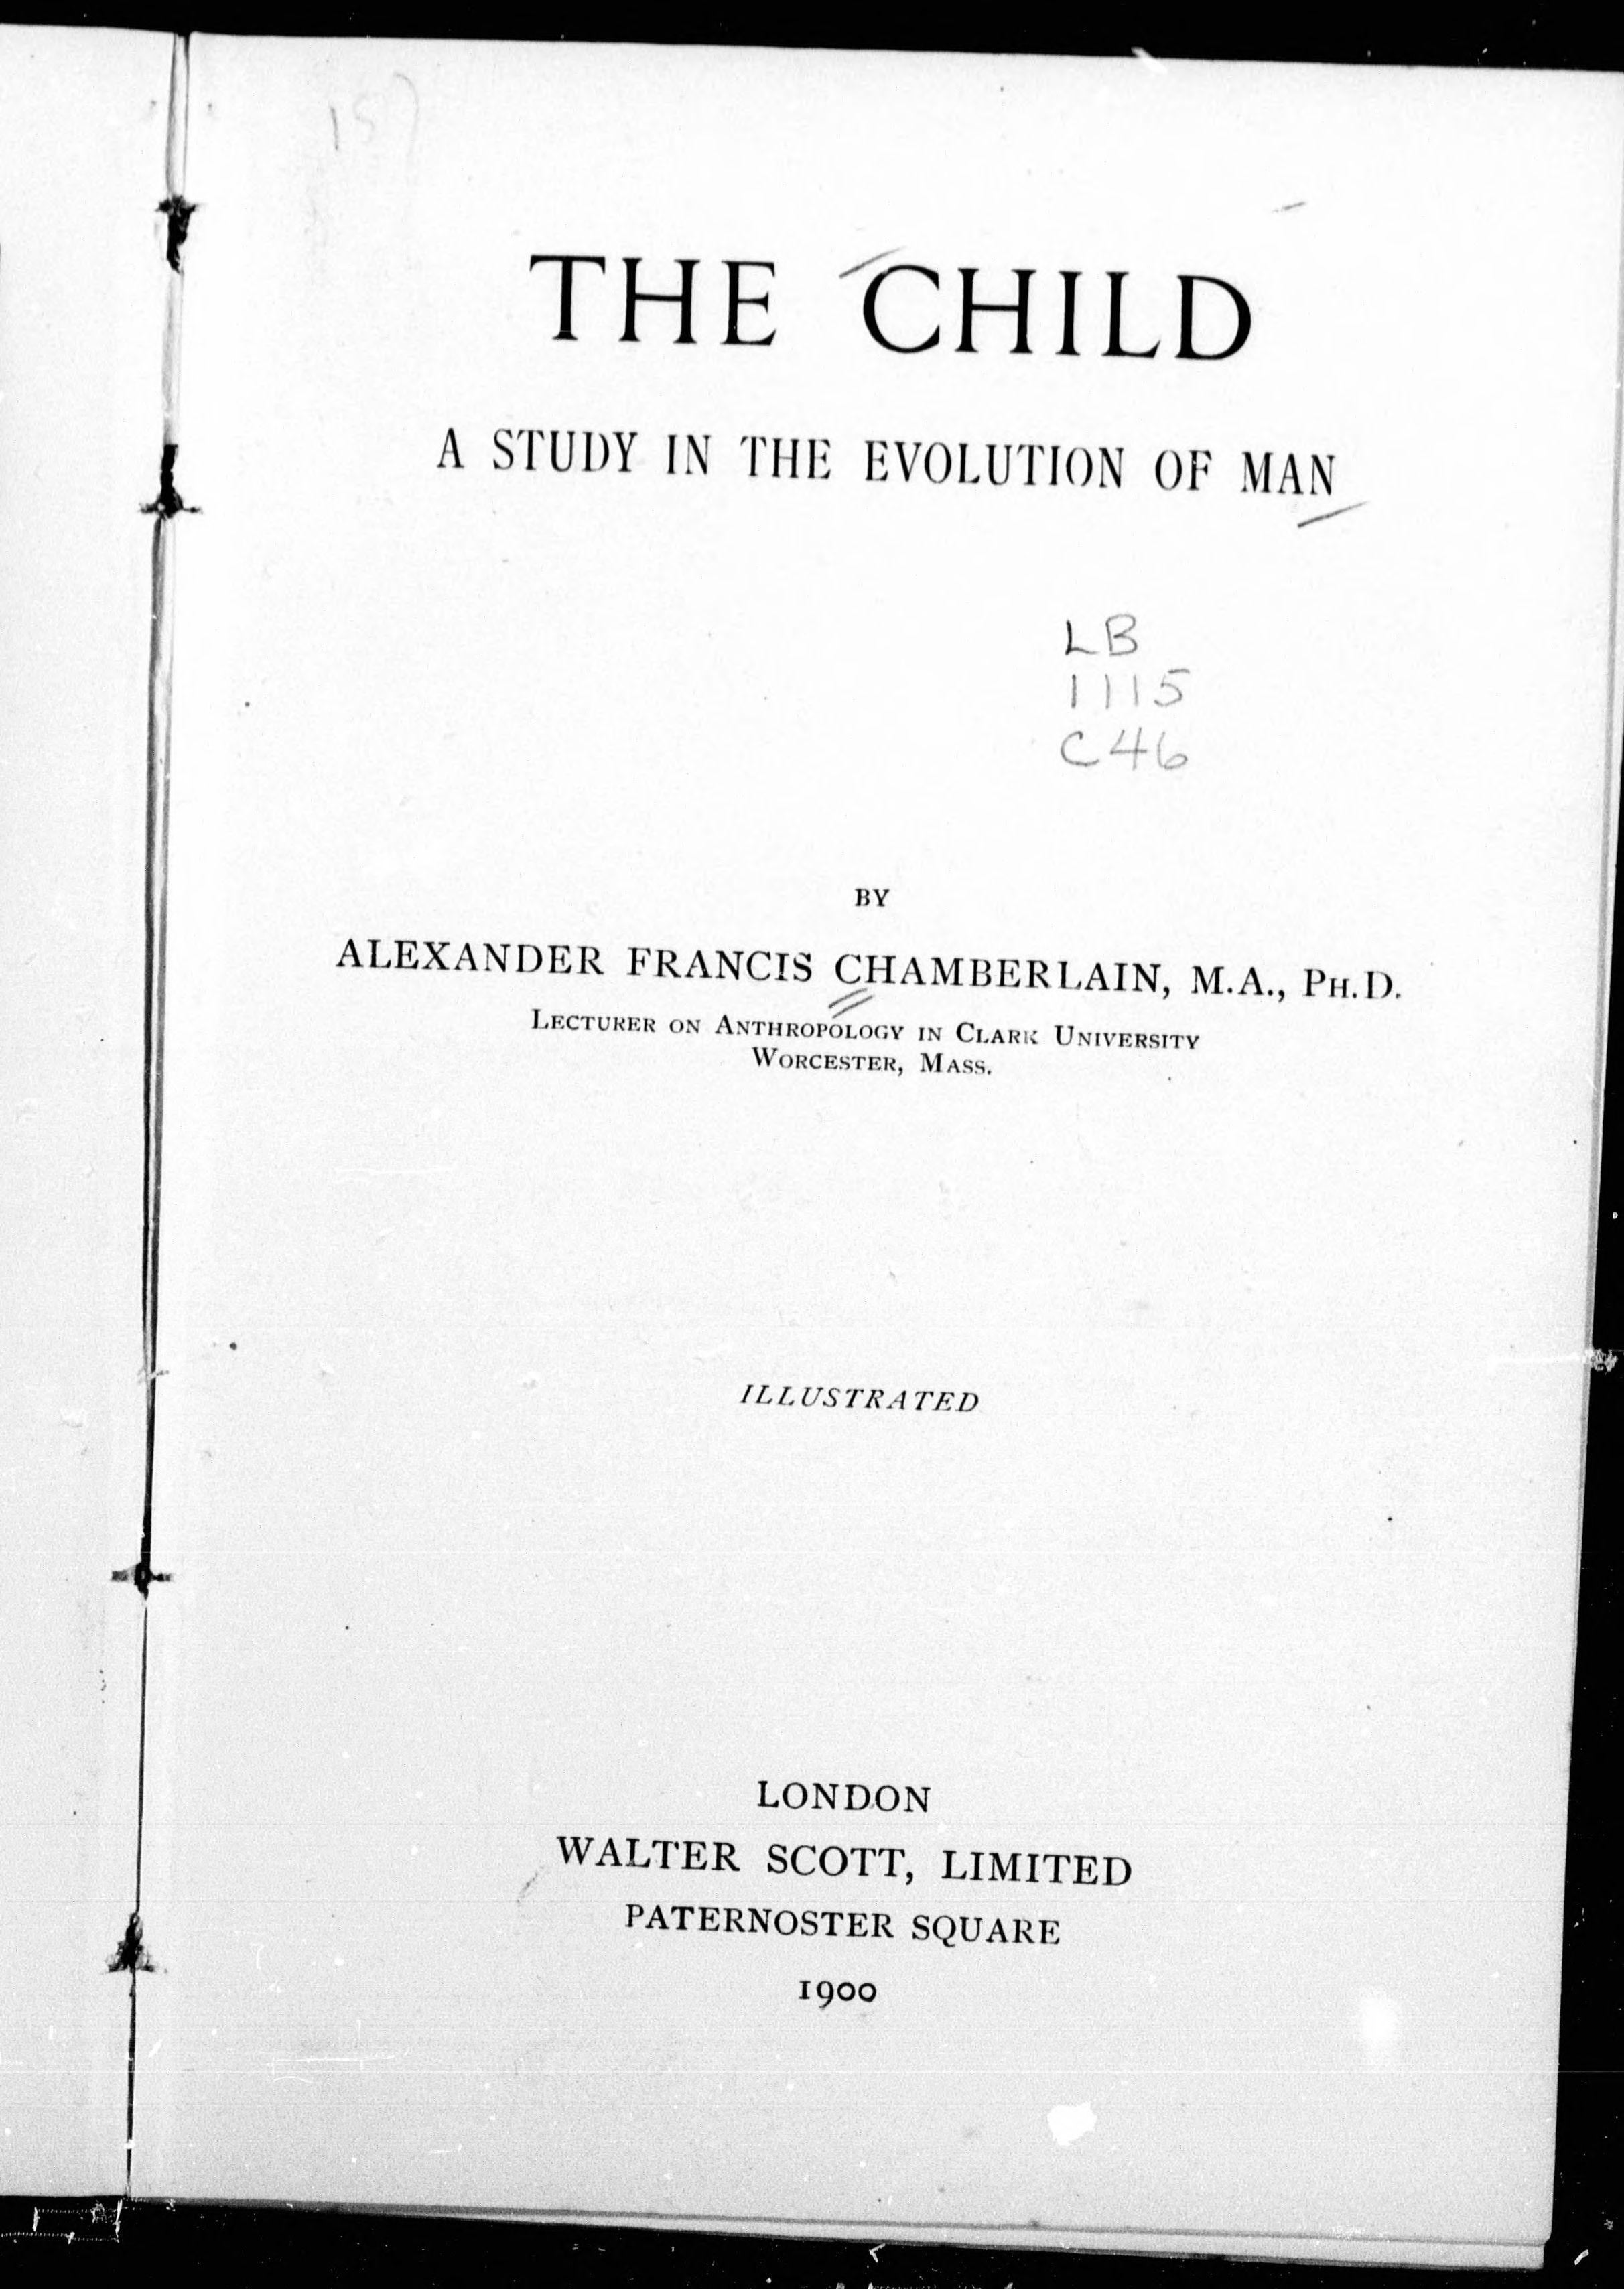 THE CHILD
A STUDY IN THE EVOLUTION OF MAN
LB
1115
C46
BY
ALEXANDER FRANCIS CHAMBERLAIN, M.A., PH.D.
LECTURER ON ANTHROPOLOGY IN CLARK UNIVERSITY
WORCESTER, MASS.
ILLUSTRATED
LONDON
WALTER SCOTT, LIMITED
PATERNOSTER SQUARE
1900